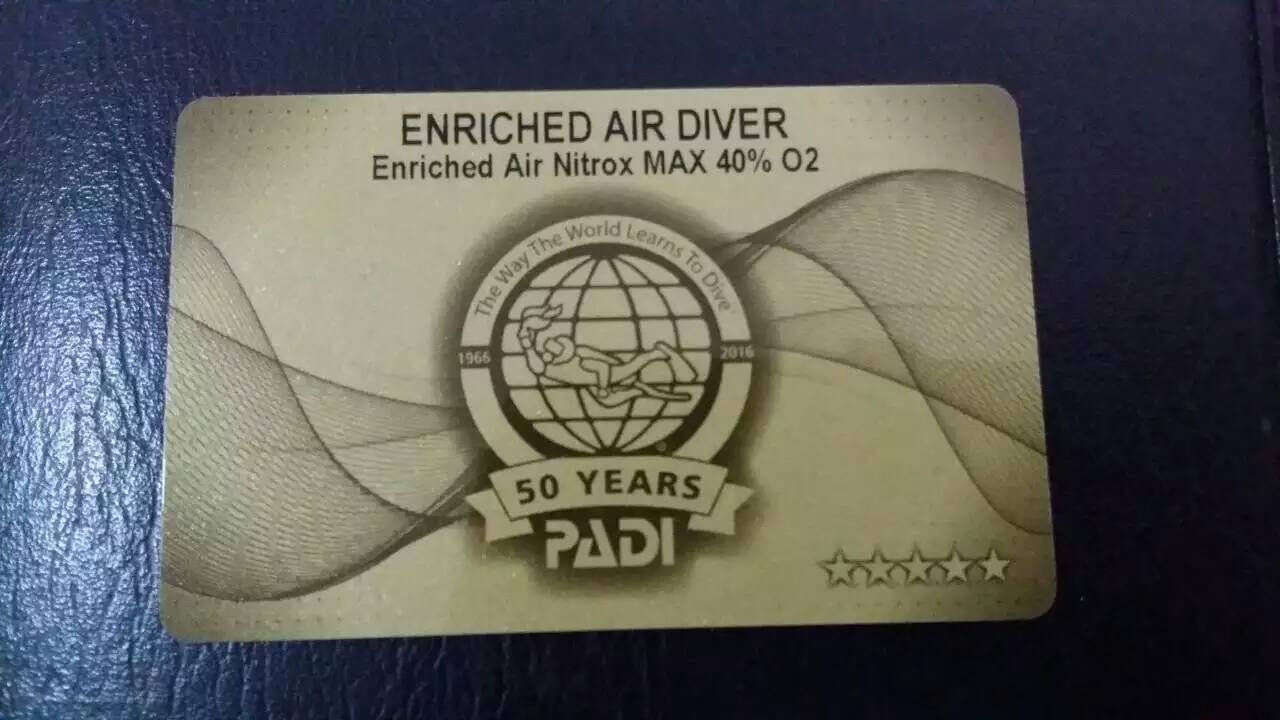 ENRICHED AIR DIVER
Enriched Air Nitrox MAX 40% O2
The Way The World Learns To Dive
1966 2016
50 YEARS
PADI